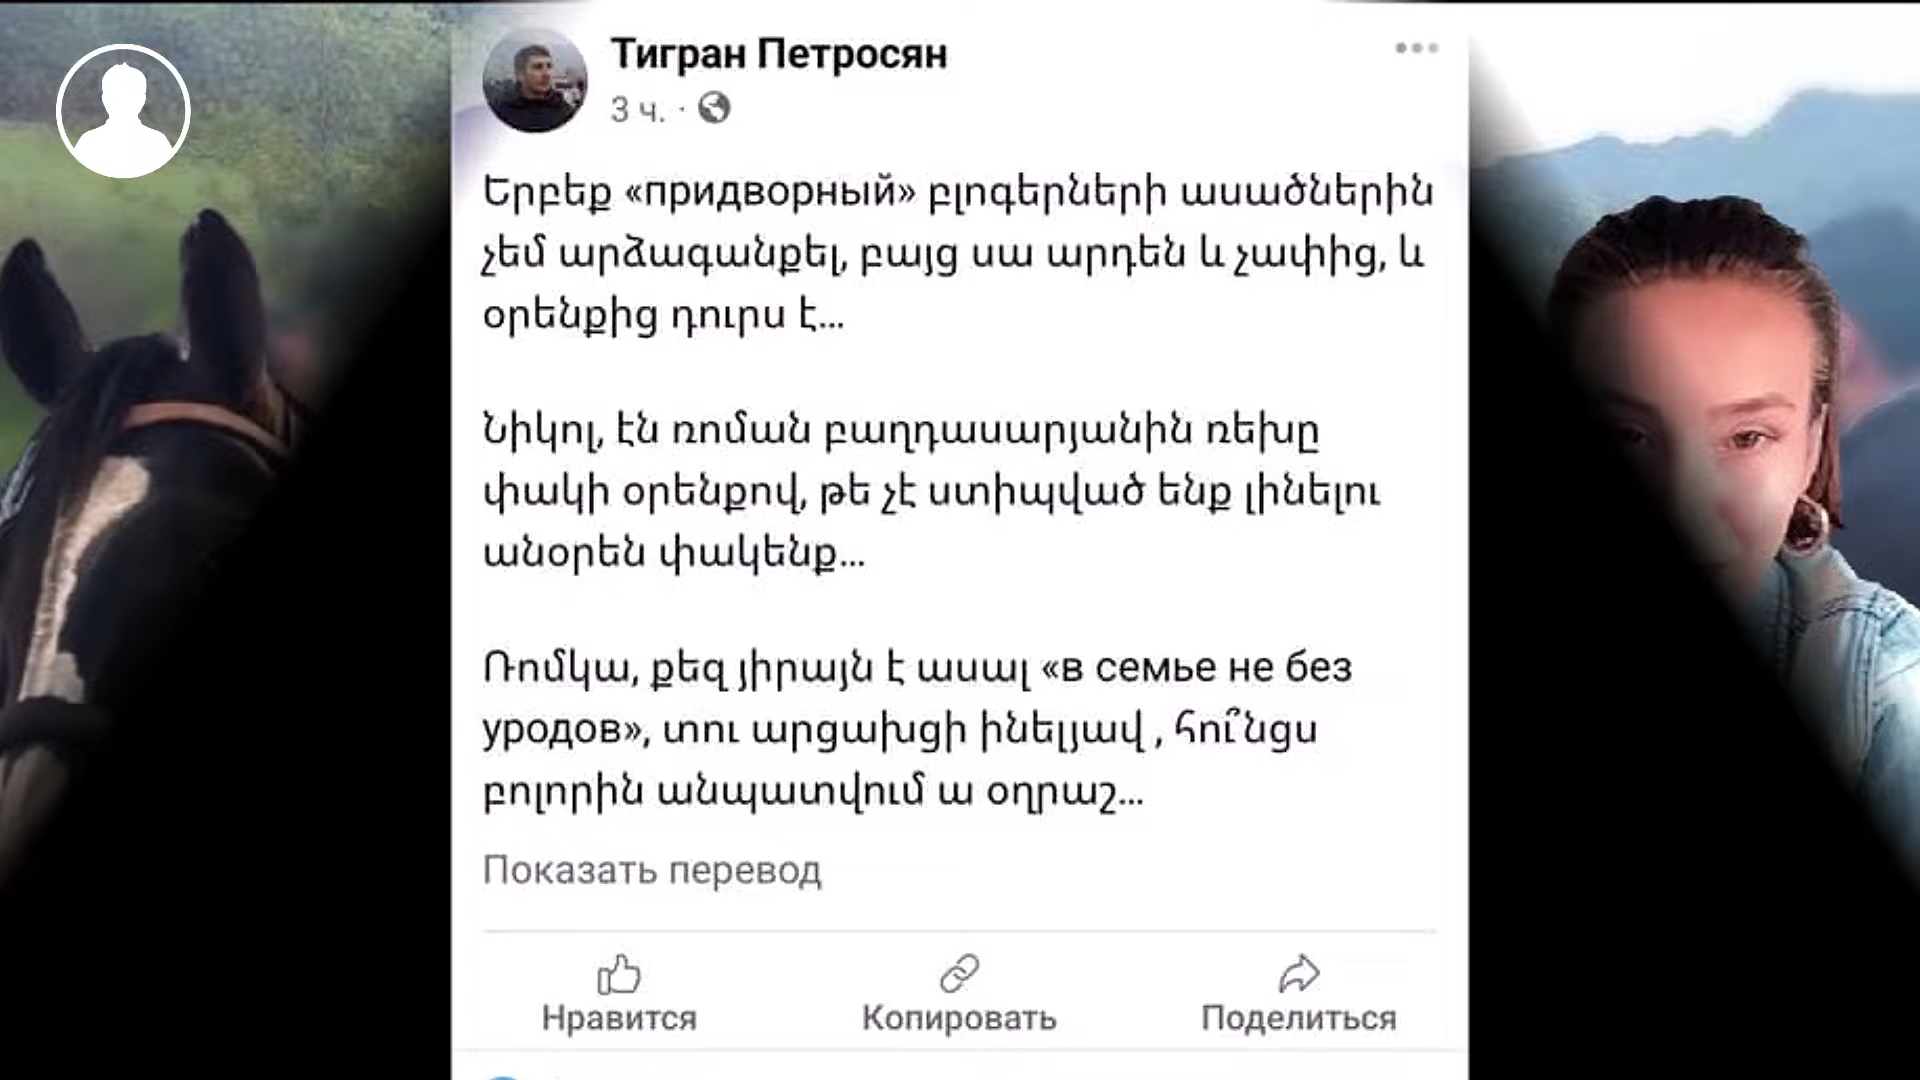 Тигран Петросян
3 ч. ·
Երբեք «придворный» բլոգերների ասածներին
չեմ արձագանքել, բայց սա արդեն և չափից, և
օրենքից դուրս է...
Նիկոլ, էն ռոման բաղդասարյանին ռեխը
փակի օրենքով, թե չէ ստիպված ենք լինելու
անօրեն փակենք...
Ռոմկա, քեզ յիրայն է ասալ «в семье не без
уродов», տու արցախցի ինելյավ , հու՞նցս
բոլորին անպատվում ա օղրաշ...
Показать перевод
Нравится
Копировать
Поделиться